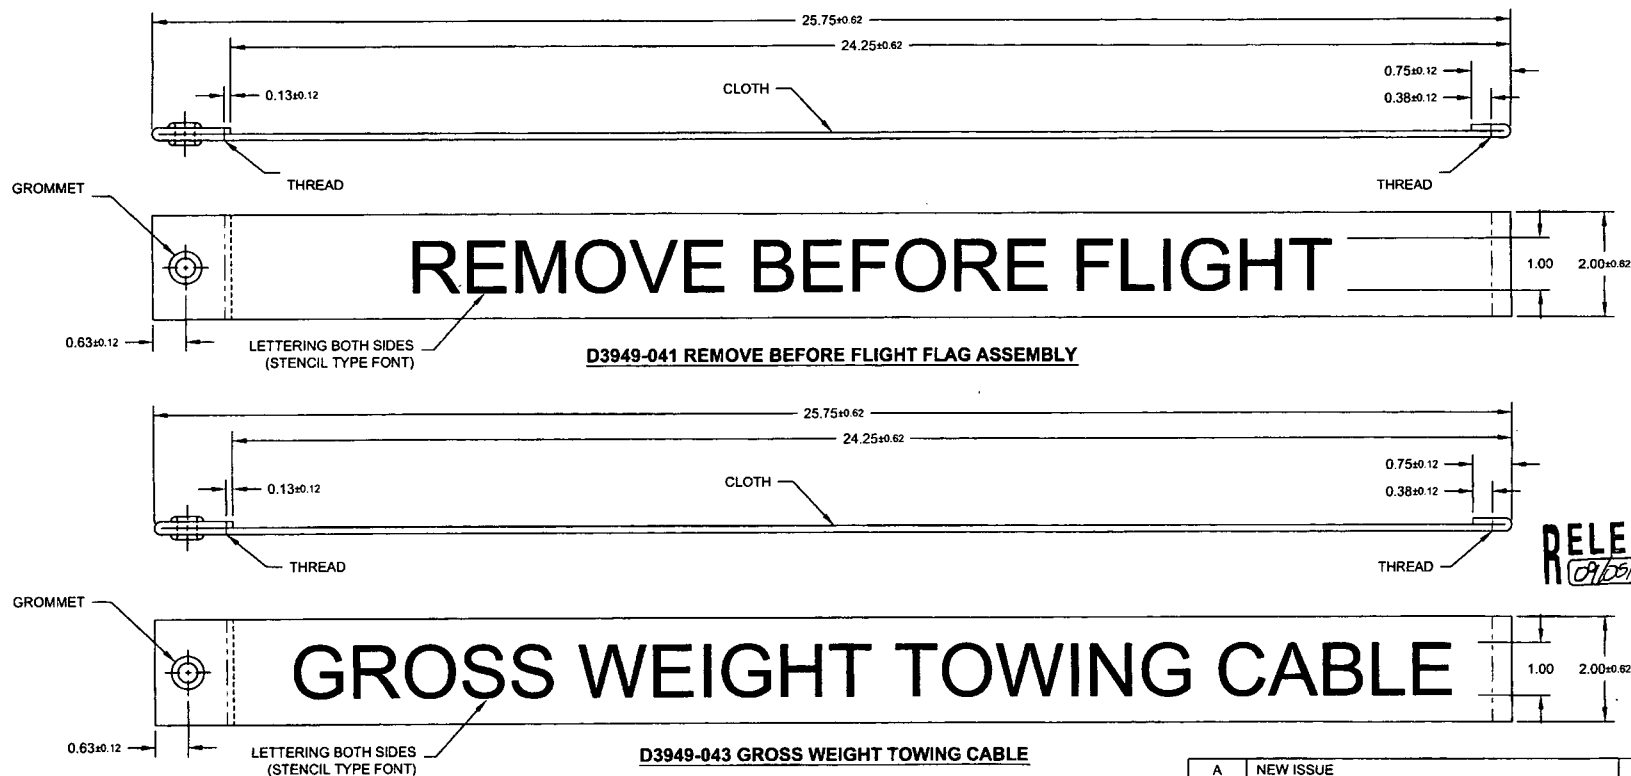 25.75±0.62
24.25±0.62
0.75±0.12
0.13±0.12
CLOTH
0.38±0.12
THREAD
THREAD
GROMMET
REMOVE BEFORE FLIGHT
1.00
2.00±0.62
0.63±0.12
LETTERING BOTH SIDES
(STENCIL TYPE FONT)
D3949-041 REMOVE BEFORE FLIGHT FLAG ASSEMBLY
25.75±0.62
24.25±0.62
0.75±0.12
0.13±0.12
CLOTH
0.38±0.12
THREAD
THREAD
RELE
GROMMET
GROSS WEIGHT TOWING CABLE
1.00
2.00±0.62
0.63±0.12
LETTERING BOTH SIDES
(STENCIL TYPE FONT)
D3949-043 GROSS WEIGHT TOWING CABLE
A NEW ISSUE